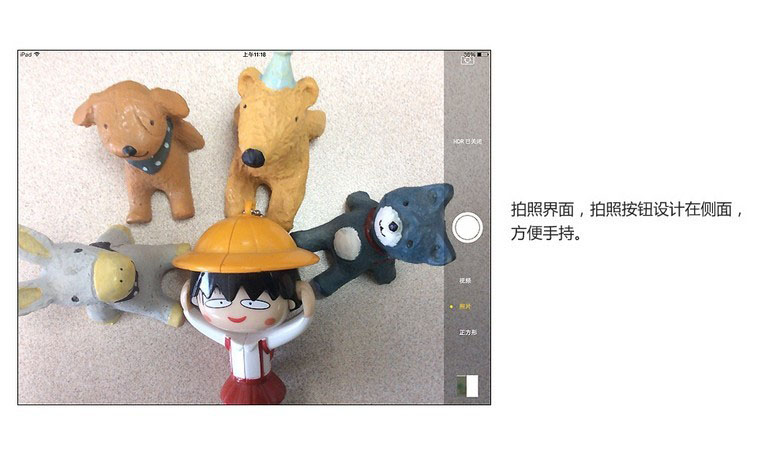 iPad
上午11:18
36%
HDR 已关闭
视频
照片
正方形
拍照界面，拍照按钮设计在侧面，
方便手持。